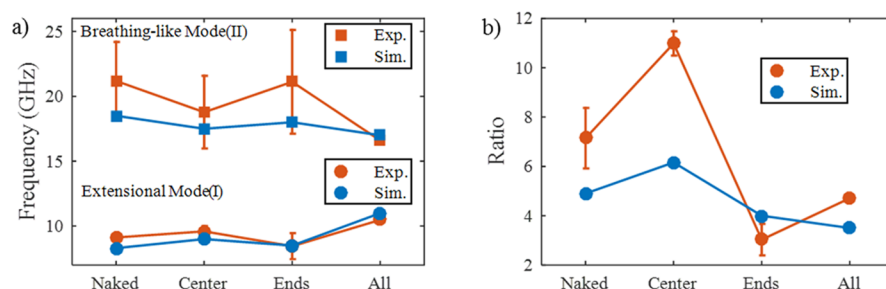 a)
Breathing-like Mode(II)
Exp.
Sim.
Extensional Mode(I)
Exp.
Sim.
Frequency (GHz)
25
20
15
10
Naked Center Ends All
b)
Exp.
Sim.
Ratio
12
10
8
6
4
2
Naked Center Ends All